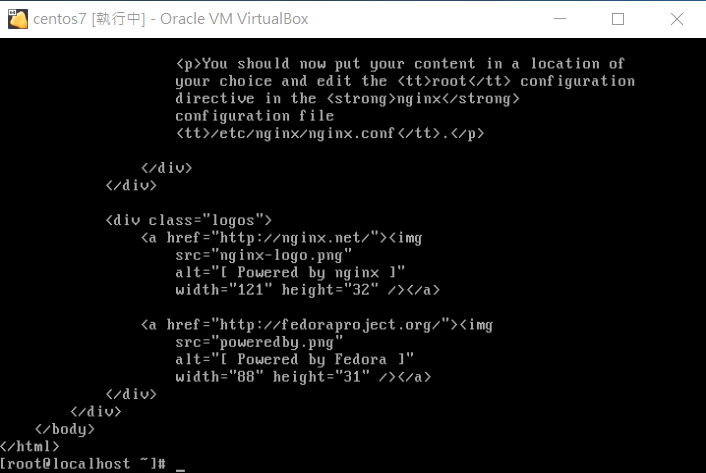 centos7 [執行中] - Oracle VM VirtualBox
<p>You should now put your content in a location of
your choice and edit the <tt>root</tt> configuration
directive in the <strong>nginx</strong>
configuration file
<tt>/etc/nginx/nginx.conf</tt>.</p>
</div>
</div>
<div class="logos">
<a href="http://nginx.net/"><img
src="nginx-logo.png"
alt="[ Powered by nginx ]"
width="121" height="32" /></a>
<a href="http://fedoraproject.org/"><img
src="poweredby.png"
alt="[ Powered by Fedora ]"
width="88" height="31" /></a>
</div>
</div>
</body>
</html>
[root@localhost ~]# _